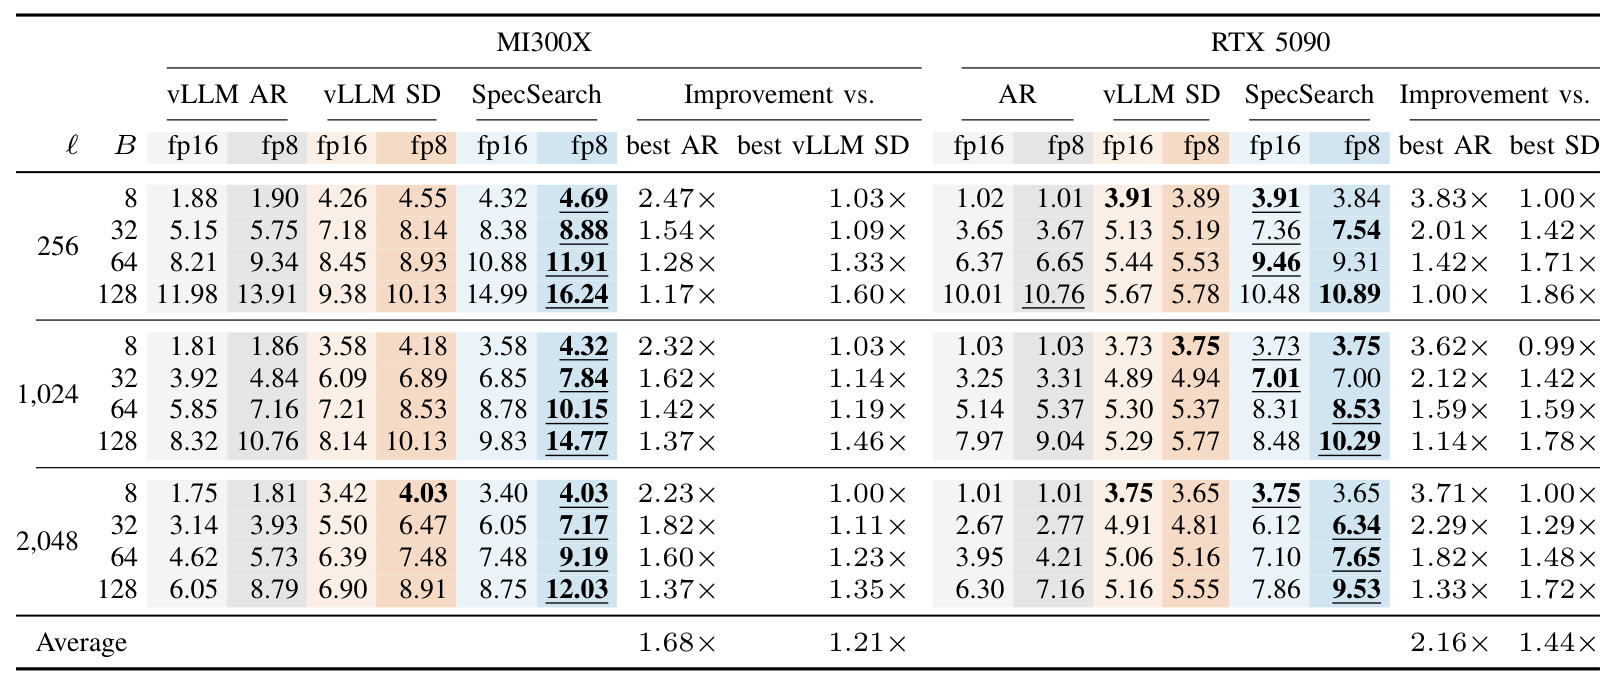 MI300X RTX 5090
vLLM AR vLLM SD SpecSearch Improvement vs. AR vLLM SD SpecSearch Improvement vs.
ℓ B fp16 fp8 fp16 fp8 fp16 fp8 best AR best vLLM SD fp16 fp8 fp16 fp8 fp16 fp8 best AR best SD
8 1.88 1.90 4.26 4.55 4.32 4.69 2.47× 1.03× 1.02 1.01 3.91 3.89 3.91 3.84 3.83× 1.00×
32 5.15 5.75 7.18 8.14 8.38 8.88 1.54× 1.09× 3.65 3.67 5.13 5.19 7.36 7.54 2.01× 1.42×
256
64 8.21 9.34 8.45 8.93 10.88 11.91 1.28× 1.33× 6.37 6.65 5.44 5.53 9.46 9.31 1.42× 1.71×
128 11.98 13.91 9.38 10.13 14.99 16.24 1.17× 1.60× 10.01 10.76 5.67 5.78 10.48 10.89 1.00× 1.86×
8 1.81 1.86 3.58 4.18 3.58 4.32 2.32× 1.03× 1.03 1.03 3.73 3.75 3.73 3.75 3.62× 0.99×
32 3.92 4.84 6.09 6.89 6.85 7.84 1.62× 1.14× 3.25 3.31 4.89 4.94 7.01 7.00 2.12× 1.42×
1,024
64 5.85 7.16 7.21 8.53 8.78 10.15 1.42× 1.19× 5.14 5.37 5.30 5.37 8.31 8.53 1.59× 1.59×
128 8.32 10.76 8.14 10.13 9.83 14.77 1.37× 1.46× 7.97 9.04 5.29 5.77 8.48 10.29 1.14× 1.78×
8 1.75 1.81 3.42 4.03 3.40 4.03 2.23× 1.00× 1.01 1.01 3.75 3.65 3.75 3.65 3.71× 1.00×
32 3.14 3.93 5.50 6.47 6.05 7.17 1.82× 1.11× 2.67 2.77 4.91 4.81 6.12 6.34 2.29× 1.29×
2,048
64 4.62 5.73 6.39 7.48 7.48 9.19 1.60× 1.23× 3.95 4.21 5.06 5.16 7.10 7.65 1.82× 1.48×
128 6.05 8.79 6.90 8.91 8.75 12.03 1.37× 1.35× 6.30 7.16 5.16 5.55 7.86 9.53 1.33× 1.72×
Average 1.68× 1.21× 2.16× 1.44×